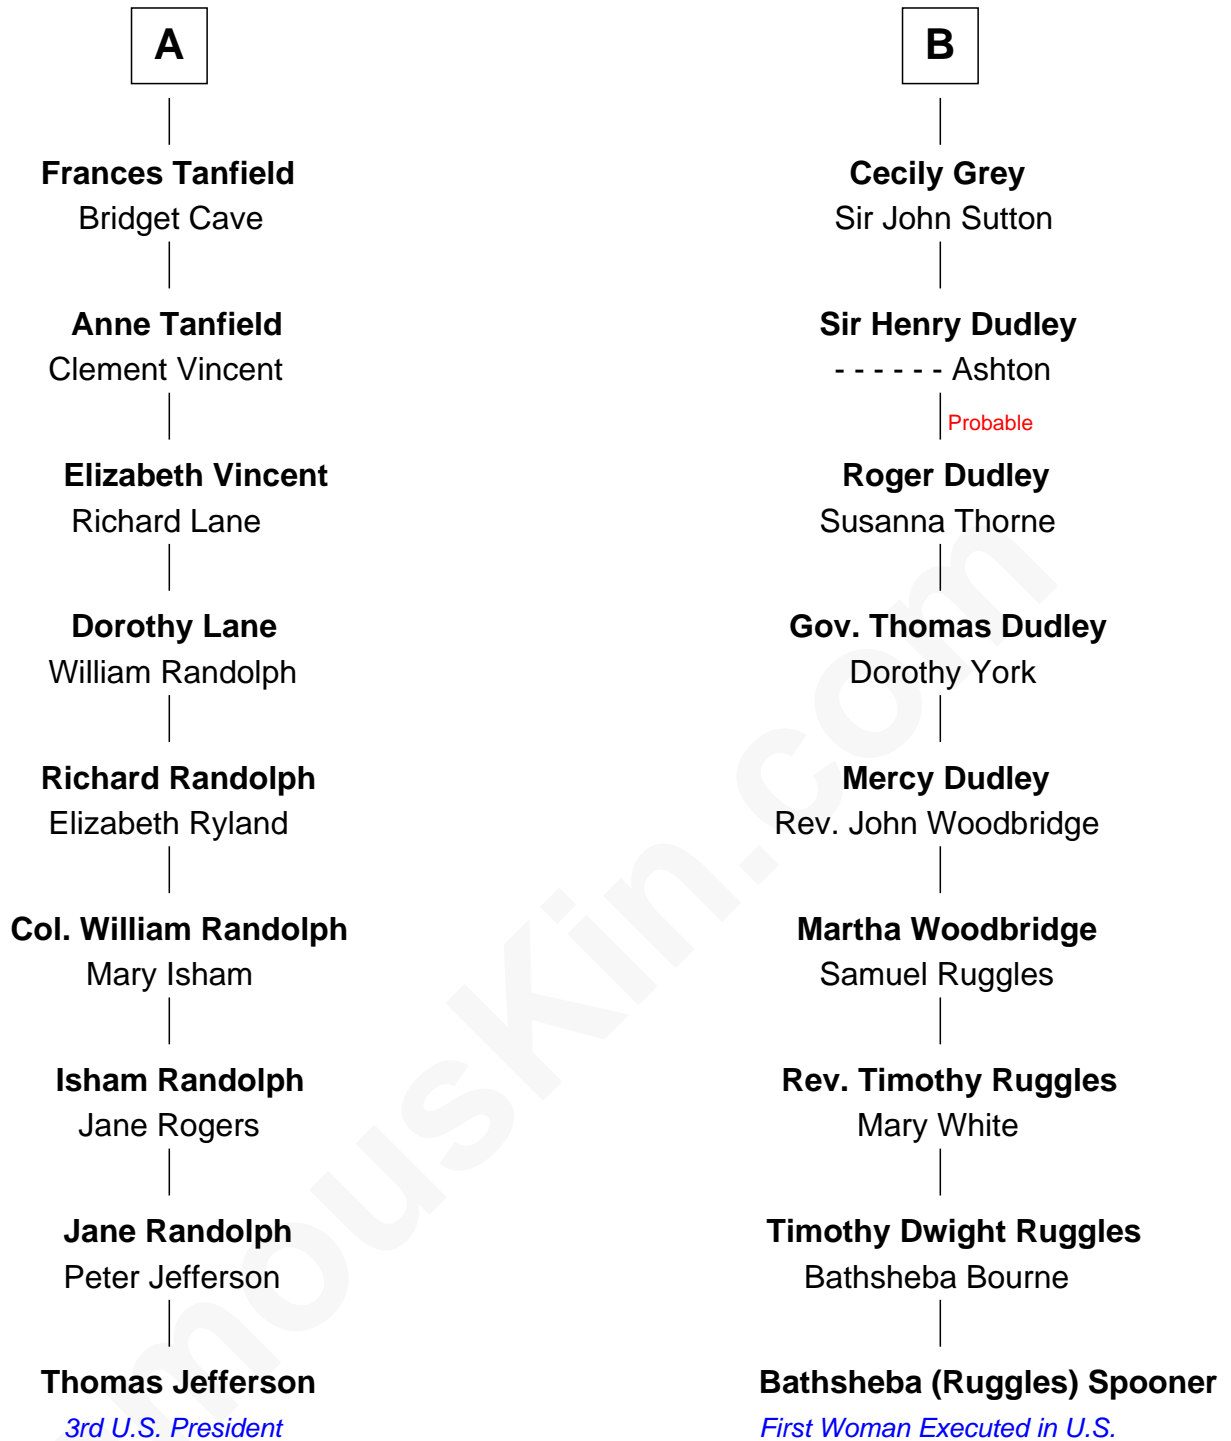 A
Frances Tanfield
Bridget Cave
Anne Tanfield
Clement Vincent
Elizabeth Vincent
Richard Lane
Dorothy Lane
William Randolph
Richard Randolph
Elizabeth Ryland
Col. William Randolph
Mary Isham
Isham Randolph
Jane Rogers
Jane Randolph
Peter Jefferson
Thomas Jefferson
3rd U.S. President
B
Cecily Grey
Sir John Sutton
Sir Henry Dudley
- - - - - - Ashton
Probable
Roger Dudley
Susanna Thorne
Gov. Thomas Dudley
Dorothy York
Mercy Dudley
Rev. John Woodbridge
Martha Woodbridge
Samuel Ruggles
Rev. Timothy Ruggles
Mary White
Timothy Dwight Ruggles
Bathsheba Bourne
Bathsheba (Ruggles) Spooner
First Woman Executed in U.S.
mousKin.com